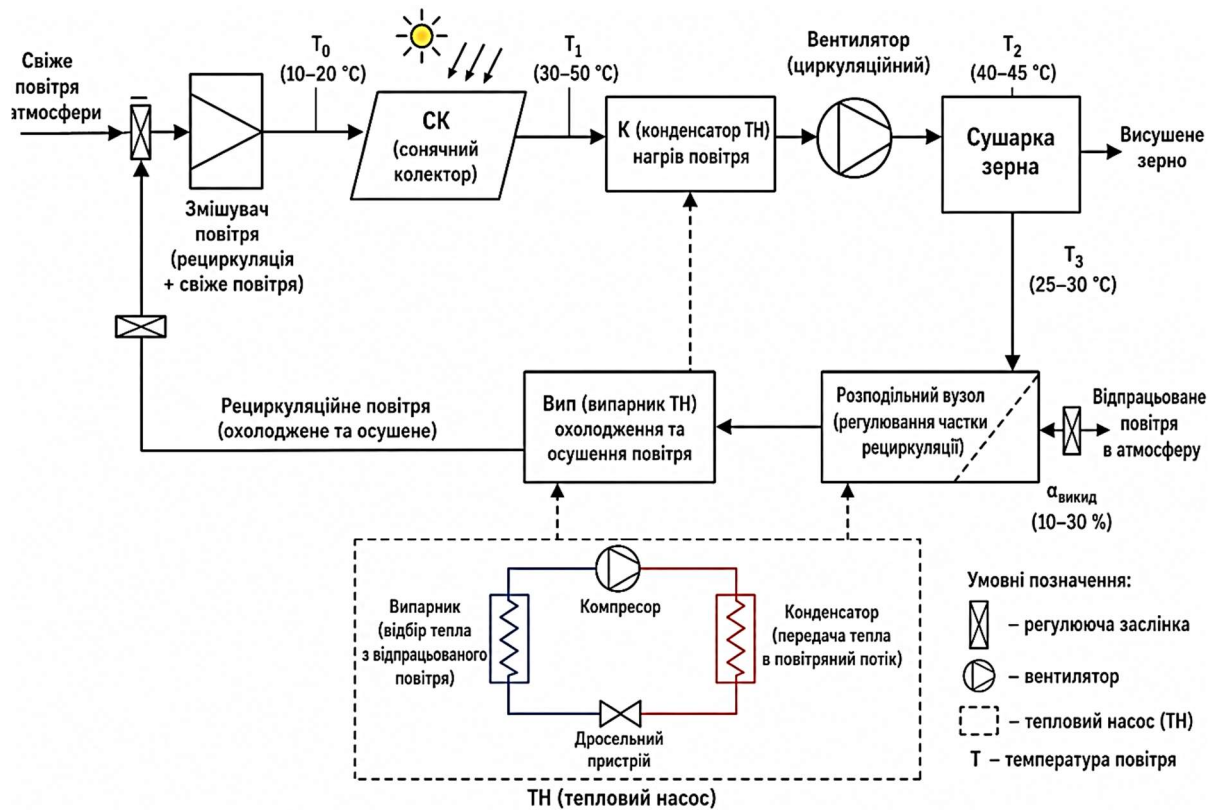 Свіже
повітря
атмосфери
T₀
(10–20 °C)
СК
(сонячний
колектор)
T₁
(30–50 °C)
К (конденсатор ТН)
нагрів повітря
Вентилятор
(циркуляційний)
T₂
(40–45 °C)
Сушарка
зерна
Висушене
зерно
Змішувач
повітря
(рециркуляція
+ свіже повітря)
T₃
(25–30 °C)
Рециркуляційне повітря
(охолоджене та осушене)
Вип (випарник ТН)
охолодження та
осушення повітря
Розподільний вузол
(регулювання частки
рециркуляції)
Відпрацьоване
повітря
в атмосферу
αвикид
(10–30 %)
Компресор
Випарник
(відбір тепла
з відпрацьованого
повітря)
Конденсатор
(передача тепла
в повітряний потік)
Дросельний
пристрій
ТН (тепловий насос)
Умовні позначення:
– регулююча заслінка
– вентилятор
– тепловий насос (ТН)
T – температура повітря